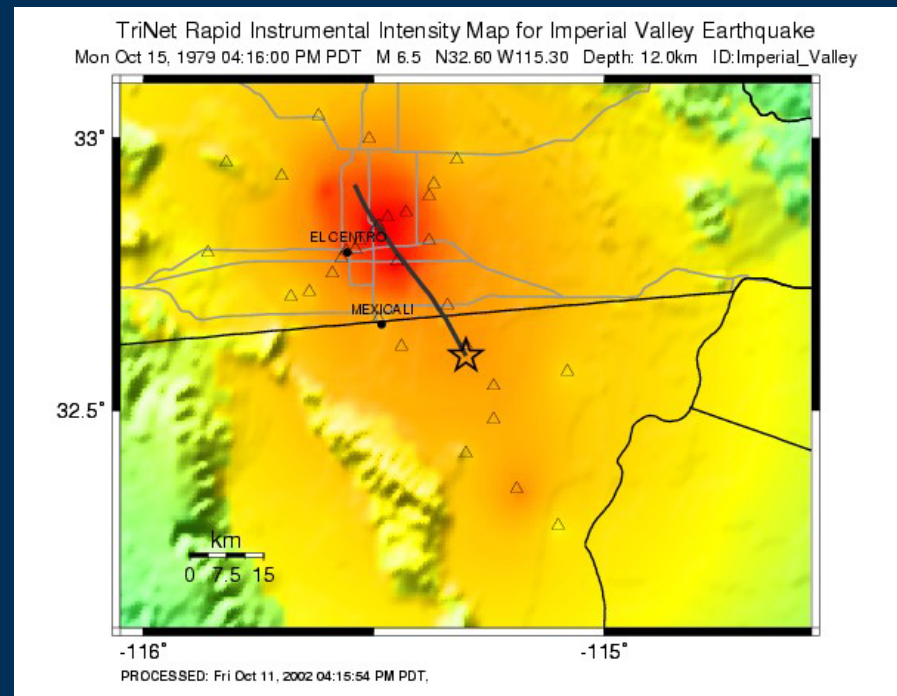 TriNet Rapid Instrumental Intensity Map for Imperial Valley Earthquake
Mon Oct 15, 1979 04:16:00 PM PDT   M 6.5   N32.60 W115.30   Depth: 12.0km   ID:Imperial_Valley
33°
EL CENTRO
MEXICALI
32.5°
km
0 7.5 15
-116° -115°
PROCESSED: Fri Oct 11, 2002 04:15:54 PM PDT,